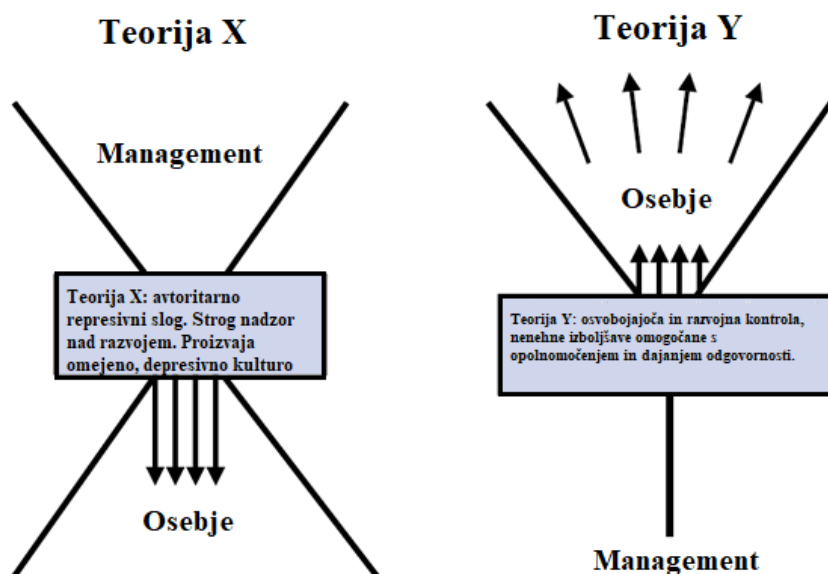 Teorija X
Management
Teorija X: avtoritarno
represivni slog. Strog nadzor
nad razvojem. Proizvaja
omejeno, depresivno kulturo
Osebje
Teorija Y
Osebje
Teorija Y: osvobojajoča in razvojna kontrola,
nenehne izboljšave omogočane s
opolnomočenjem in dajanjem odgovornosti.
Management